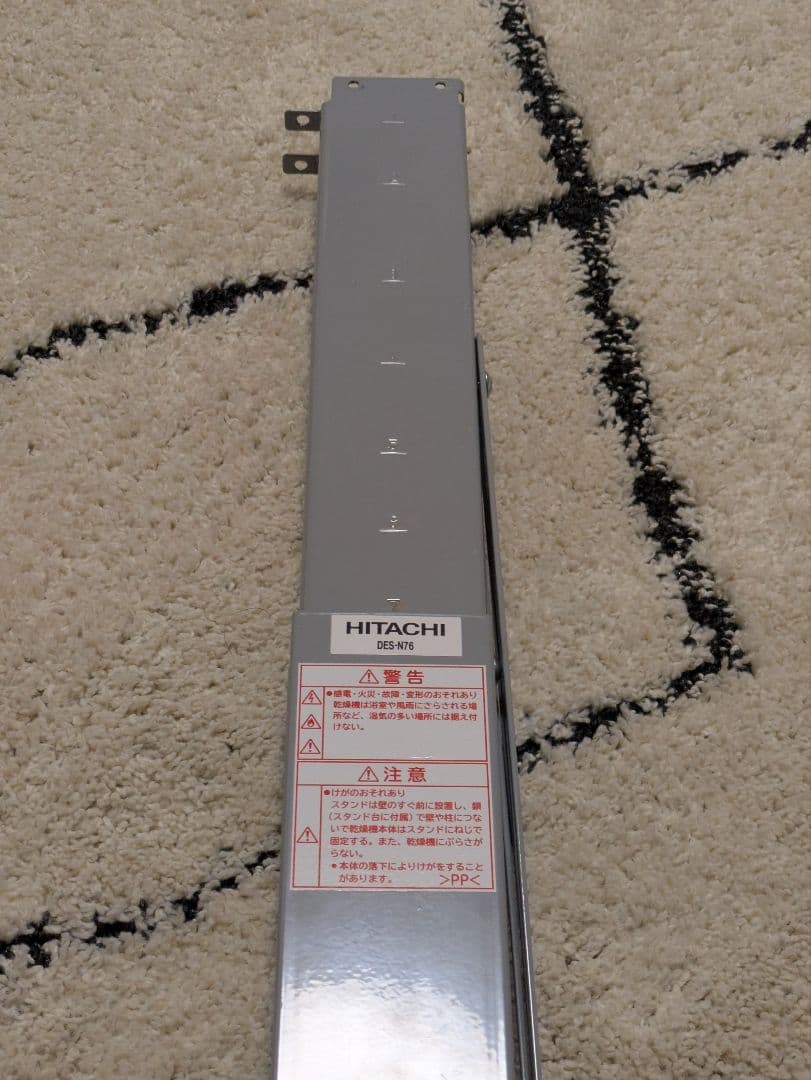 HITACHI
DES-N76
警告
●感電・火災・故障・変形のおそれあり
乾燥機は浴室や風雨にさらされる場
所など、湿気の多い場所には据え付
けない。
注意
●けがのおそれあり
スタンドは壁のすぐ前に設置し、鎖
(スタンド台に付属)で壁や柱につな
いで乾燥機本体はスタンドにねじで
固定する。また、乾燥機にぶらさが
らない。
●本体の落下によりけがをすること
があります。 >PP<